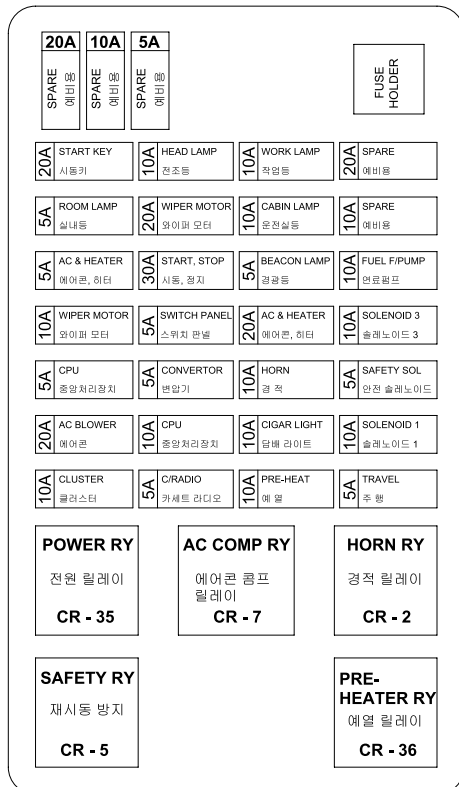 20A 10A 5A
SPARE 예비용
SPARE 예비용
SPARE 예비용
FUSE
HOLDER
20A START KEY
시동키
10A HEAD LAMP
전조등
10A WORK LAMP
작업등
20A SPARE
예비용
5A ROOM LAMP
실내등
20A WIPER MOTOR
와이퍼 모터
10A CABIN LAMP
운전실등
10A SPARE
예비용
5A AC & HEATER
에어콘, 히터
30A START, STOP
시동, 정지
5A BEACON LAMP
경광등
10A FUEL F/PUMP
연료펌프
10A WIPER MOTOR
와이퍼 모터
5A SWITCH PANEL
스위치 판넬
20A AC & HEATER
에어콘, 히터
10A SOLENOID 3
솔레노이드 3
5A CPU
중앙처리장치
5A CONVERTOR
변압기
10A HORN
경 적
5A SAFETY SOL
안전 솔레노이드
20A AC BLOWER
에어콘
10A CPU
중앙처리장치
10A CIGAR LIGHT
담배 라이트
10A SOLENOID 1
솔레노이드 1
10A CLUSTER
클러스터
5A C/RADIO
카세트 라디오
10A PRE-HEAT
예 열
5A TRAVEL
주 행
POWER RY
전원 릴레이
CR - 35
AC COMP RY
에어콘 콤프
릴레이
CR - 7
HORN RY
경적 릴레이
CR - 2
SAFETY RY
재시동 방지
CR - 5
PRE-
HEATER RY
예열 릴레이
CR - 36